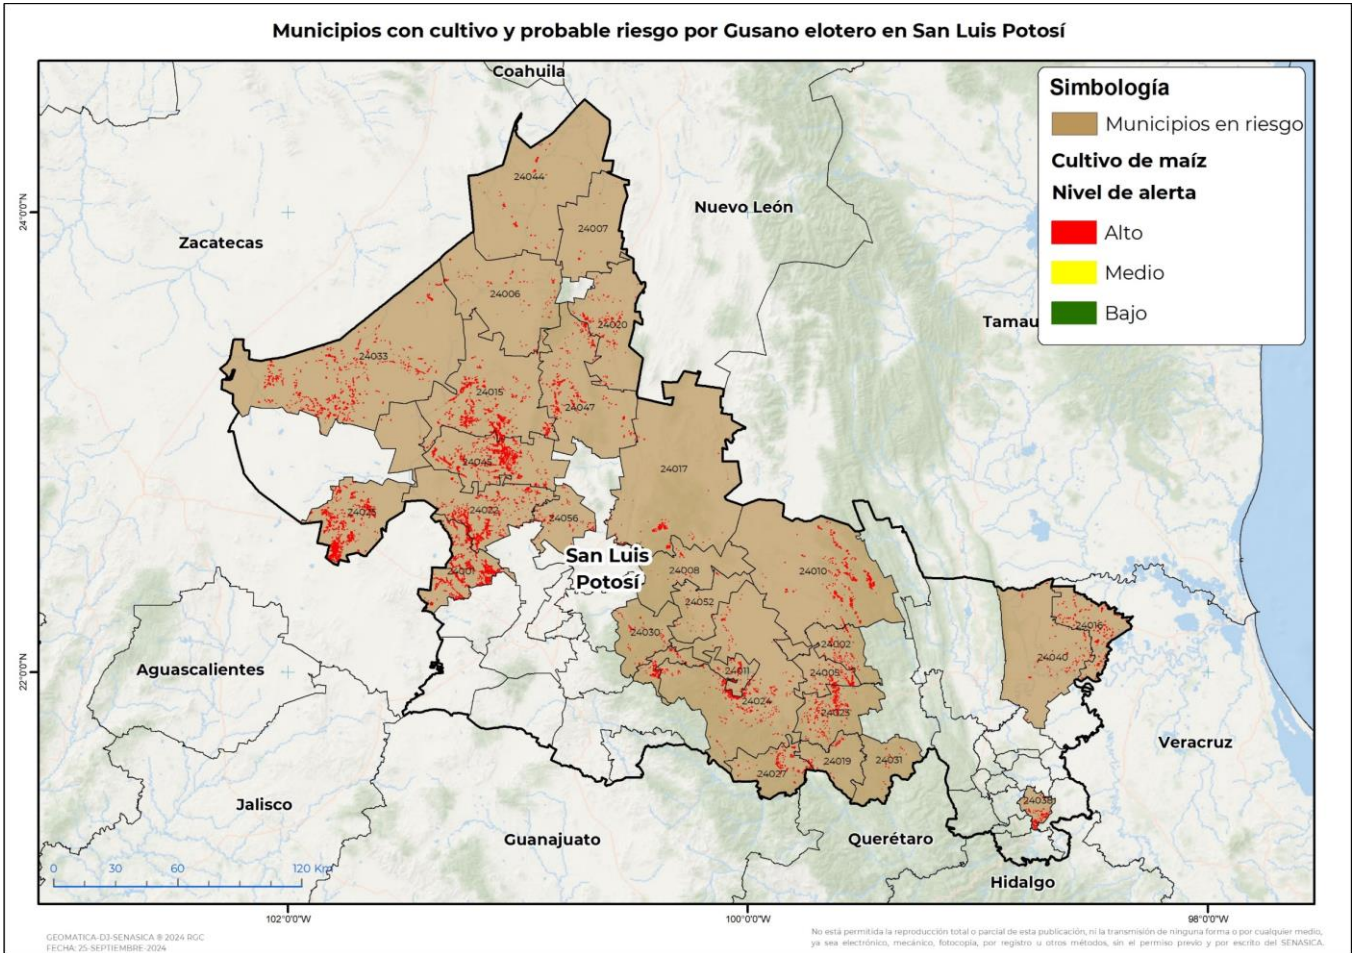 Municipios con cultivo y probable riesgo por Gusano elotero en San Luis Potosí
Coahuila
Simbología
Municipios en riesgo
Cultivo de maíz
Nivel de alerta
Alto
Medio
Bajo
24044
24°0'0"N
Nuevo León
24007
Zacatecas
24006
24020
Tamau
24033
24015
24047
24017
24022
24056
San Luis
Potosí
24001
24008
24010
24052
24030
24002
24016
22°0'0"N
Aguascalientes
24011
24005
24040
24024
24023
Veracruz
24027
24019
24031
24038
Jalisco
Guanajuato
Querétaro
Hidalgo
0 30 60 120 Km
102°0'0"W
100°0'0"W
98°0'0"W
GEOMATICA-DJ-SENASICA ® 2024 RGC
FECHA: 25-SEPTIEMBRE-2024
No está permitida la reproducción total o parcial de esta publicación, ni la transmisión de ninguna forma o por cualquier medio,
ya sea electrónico, mecánico, fotocopia, por registro u otros métodos, sin el permiso previo y por escrito del SENASICA.